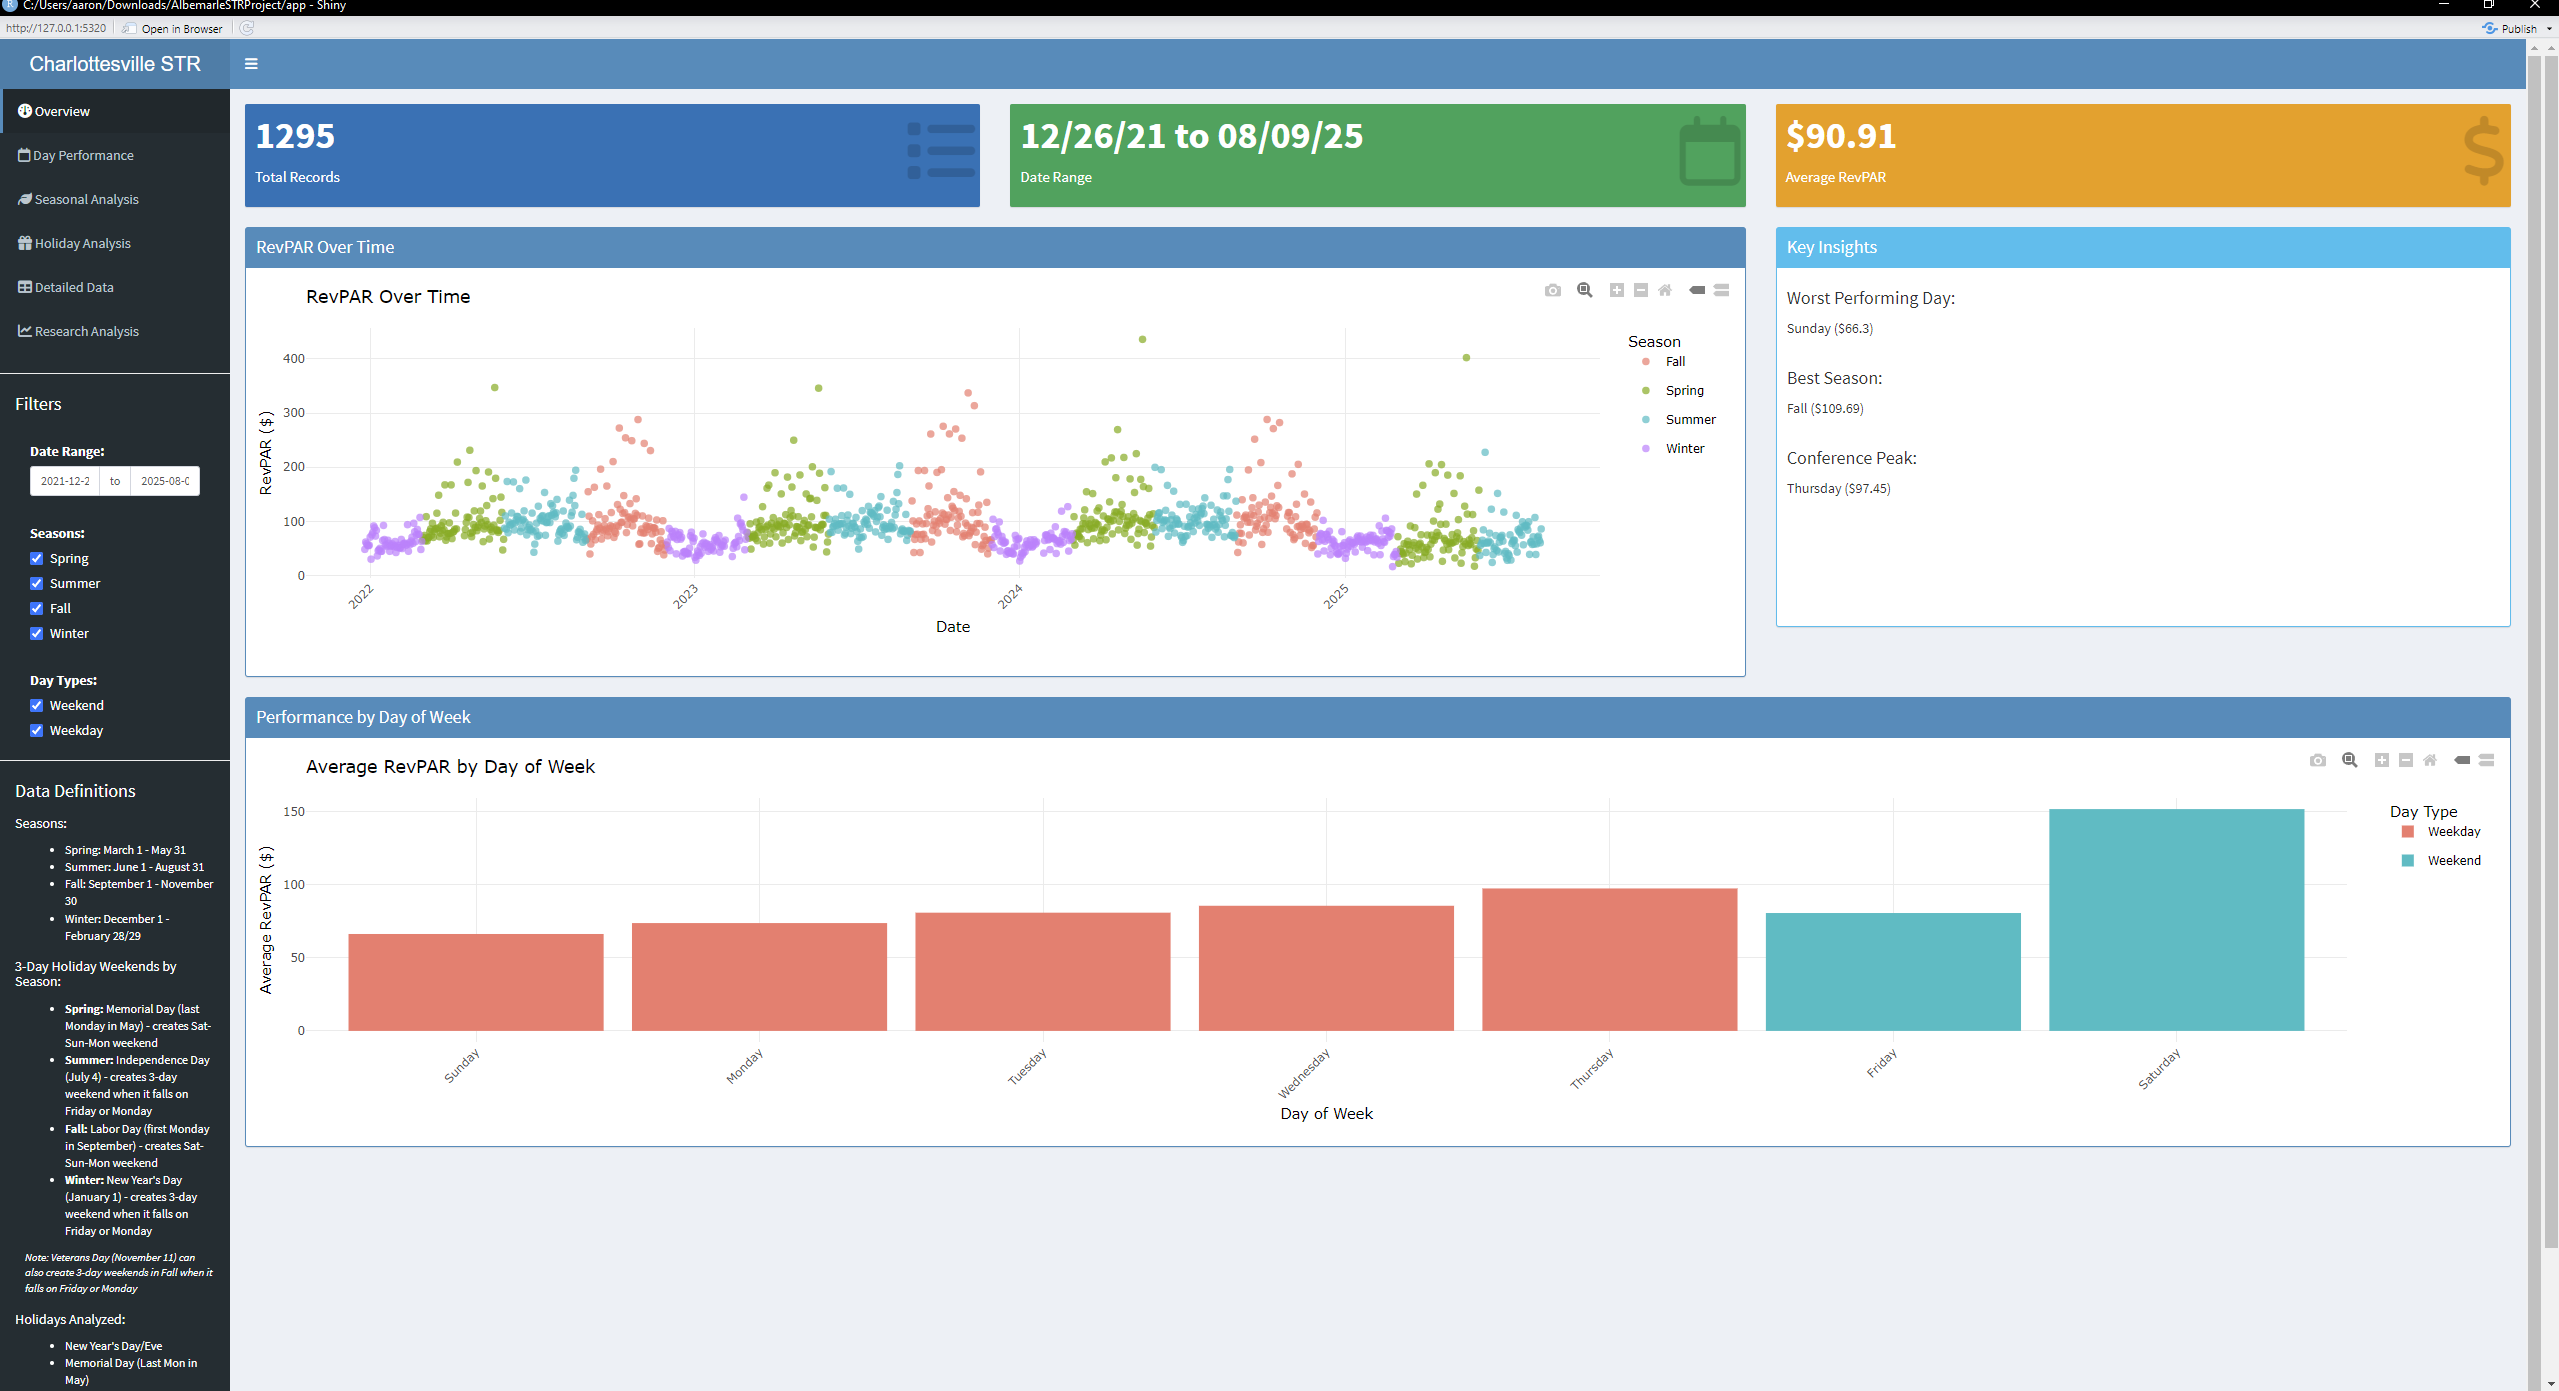 C:/Users/aaron/Downloads/AlbemarleSTRProject/app - Shiny
http://127.0.0.1:5320
Open in Browser
Publish
Charlottesville STR
Overview
Day Performance
Seasonal Analysis
Holiday Analysis
Detailed Data
Research Analysis
Filters
Date Range:
2021-12-2 to 2025-08-0
Seasons:
Spring
Summer
Fall
Winter
Day Types:
Weekend
Weekday
Data Definitions
Seasons:
Spring: March 1 - May 31
Summer: June 1 - August 31
Fall: September 1 - November
30
Winter: December 1 -
February 28/29
3-Day Holiday Weekends by
Season:
Spring: Memorial Day (last
Monday in May) - creates Sat-
Sun-Mon weekend
Summer: Independence Day
(July 4) - creates 3-day
weekend when it falls on
Friday or Monday
Fall: Labor Day (first Monday
in September) - creates Sat-
Sun-Mon weekend
Winter: New Year's Day
(January 1) - creates 3-day
weekend when it falls on
Friday or Monday
Note: Veterans Day (November 11) can
also create 3-day weekends in Fall when it
falls on Friday or Monday
Holidays Analyzed:
New Year's Day/Eve
Memorial Day (Last Mon in
May)
1295
Total Records
12/26/21 to 08/09/25
Date Range
$90.91
Average RevPAR
RevPAR Over Time
RevPAR Over Time
RevPAR ($)
400
300
200
100
0
2022
2023
2024
2025
Date
Season
Fall
Spring
Summer
Winter
Key Insights
Worst Performing Day:
Sunday ($66.3)
Best Season:
Fall ($109.69)
Conference Peak:
Thursday ($97.45)
Performance by Day of Week
Average RevPAR by Day of Week
Average RevPAR ($)
150
100
50
0
Sunday
Monday
Tuesday
Wednesday
Thursday
Friday
Saturday
Day of Week
Day Type
Weekday
Weekend